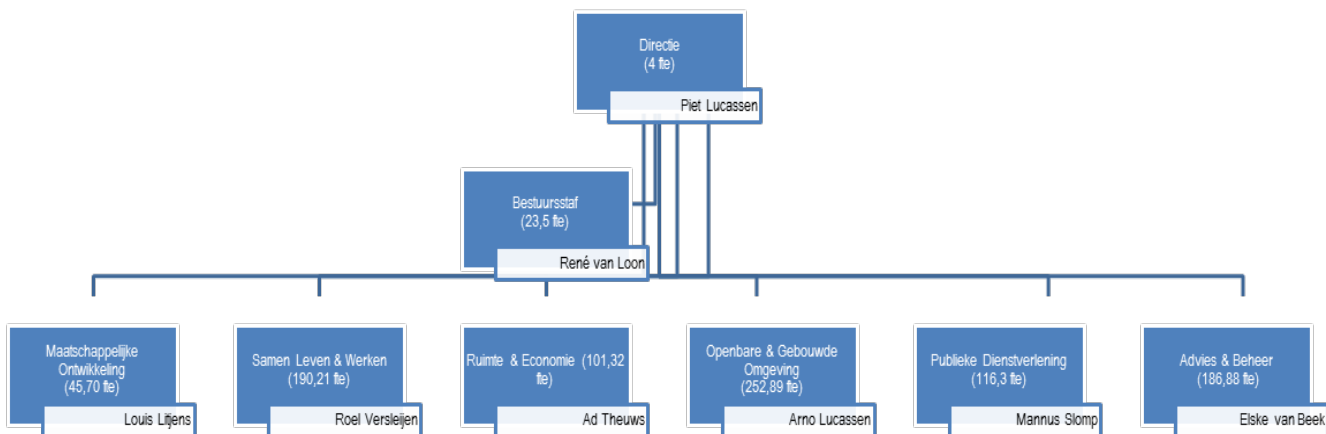 Directie
(4 fte)
Piet Lucassen
Bestuursstaf
(23,5 fte)
René van Loon
Maatschappelijke
Ontwikkeling
(45,70 fte)
Louis Litjens
Samen Leven & Werken
(190,21 fte)
Roel Versleijen
Ruimte & Economie (101,32
fte)
Ad Theuws
Openbare & Gebouwde
Omgeving
(252,89 fte)
Arno Lucassen
Publieke Dienstverlening
(116,3 fte)
Mannus Slomp
Advies & Beheer
(186,88 fte)
Elske van Beek